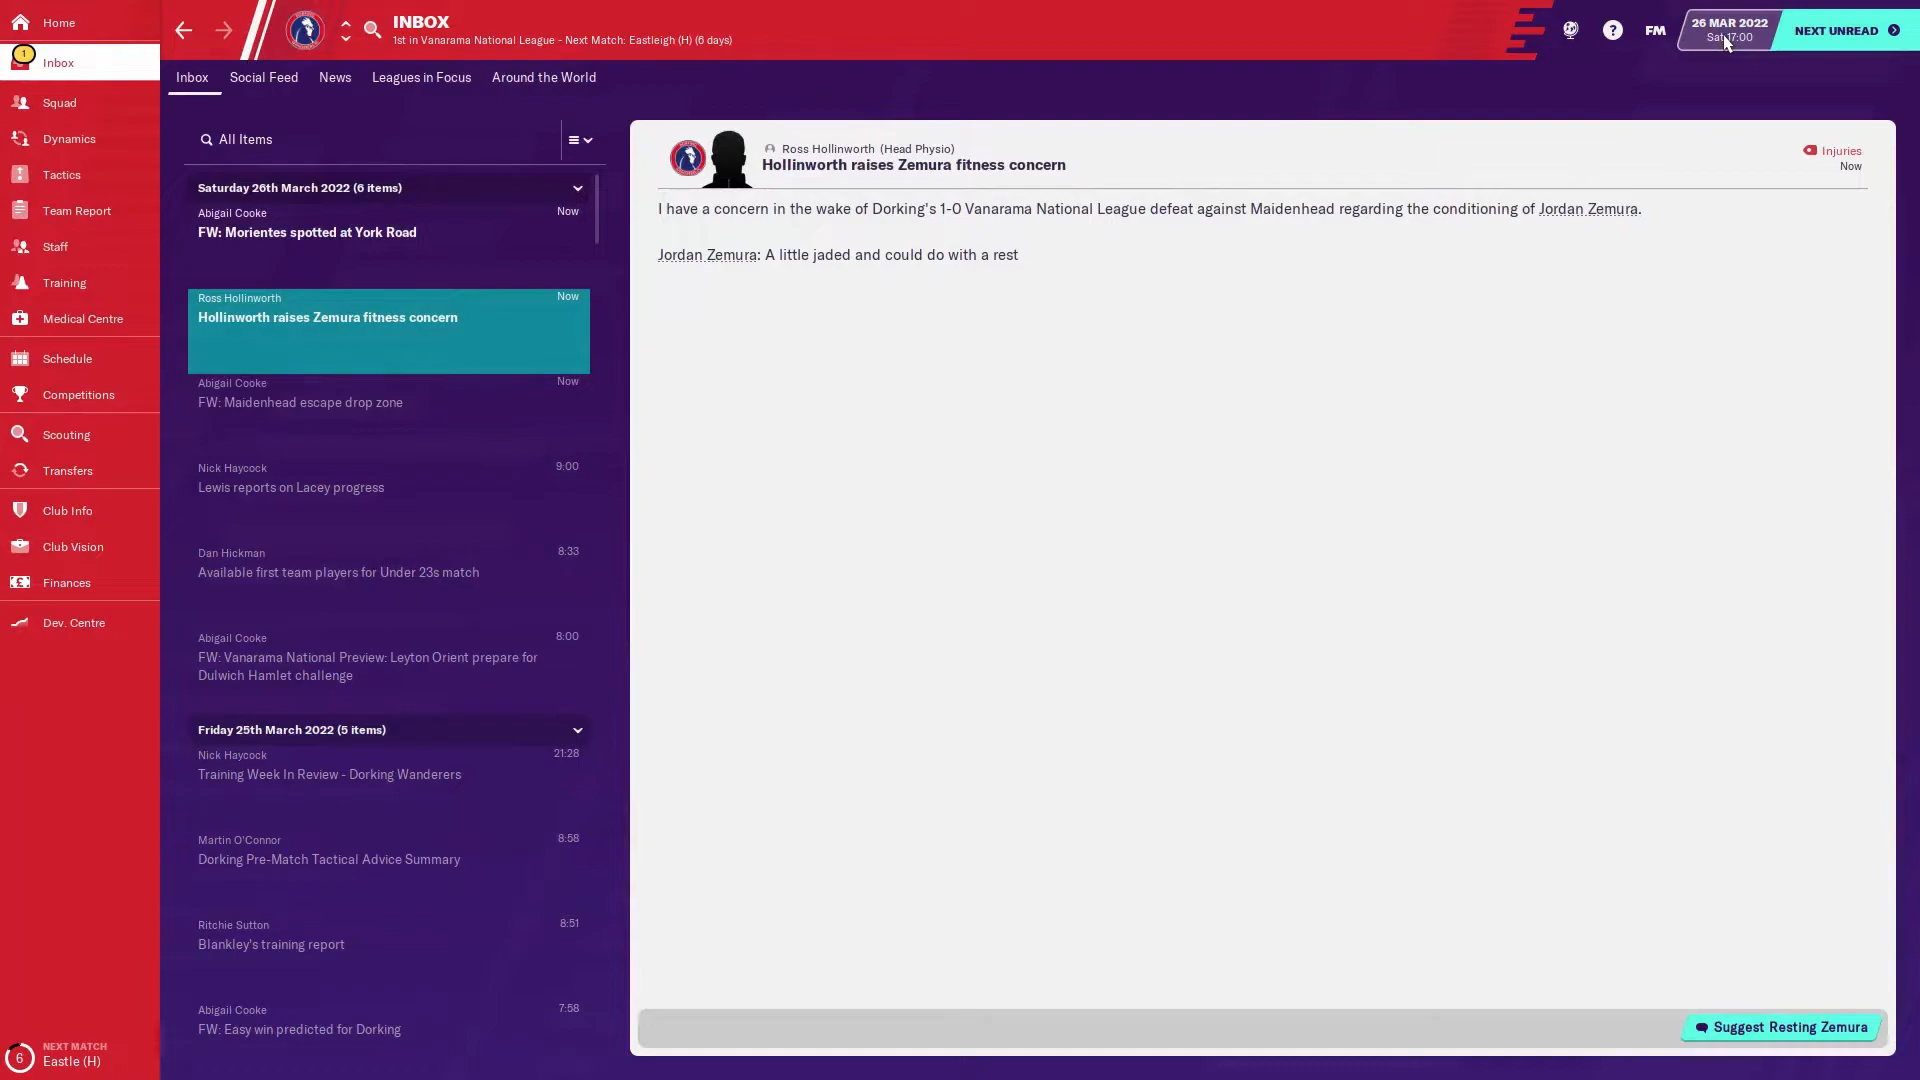 Home
1
Inbox
Squad
Dynamics
Tactics
Team Report
Staff
Training
Medical Centre
Schedule
Competitions
Scouting
Transfers
Club Info
Club Vision
Finances
Dev. Centre
6
NEXT MATCH
Eastle (H)
INBOX
1st in Vanarama National League - Next Match: Eastleigh (H) (6 days)
?
FM
26 MAR 2022
Sat 17:00
NEXT UNREAD
Inbox
Social Feed
News
Leagues in Focus
Around the World
All Items
Saturday 26th March 2022 (6 items)
Abigail Cooke
Now
FW: Morientes spotted at York Road
Ross Hollinworth
Now
Hollinworth raises Zemura fitness concern
Abigail Cooke
Now
FW: Maidenhead escape drop zone
Nick Haycock
9:00
Lewis reports on Lacey progress
Dan Hickman
8:33
Available first team players for Under 23s match
Abigail Cooke
8:00
FW: Vanarama National Preview: Leyton Orient prepare for
Dulwich Hamlet challenge
Friday 25th March 2022 (5 items)
Nick Haycock
21:28
Training Week In Review - Dorking Wanderers
Martin O'Connor
8:58
Dorking Pre-Match Tactical Advice Summary
Ritchie Sutton
8:51
Blankley's training report
Abigail Cooke
7:58
FW: Easy win predicted for Dorking
Ross Hollinworth (Head Physio)
Hollinworth raises Zemura fitness concern
Injuries
Now
I have a concern in the wake of Dorking's 1-0 Vanarama National League defeat against Maidenhead regarding the conditioning of Jordan Zemura.
Jordan Zemura: A little jaded and could do with a rest
Suggest Resting Zemura